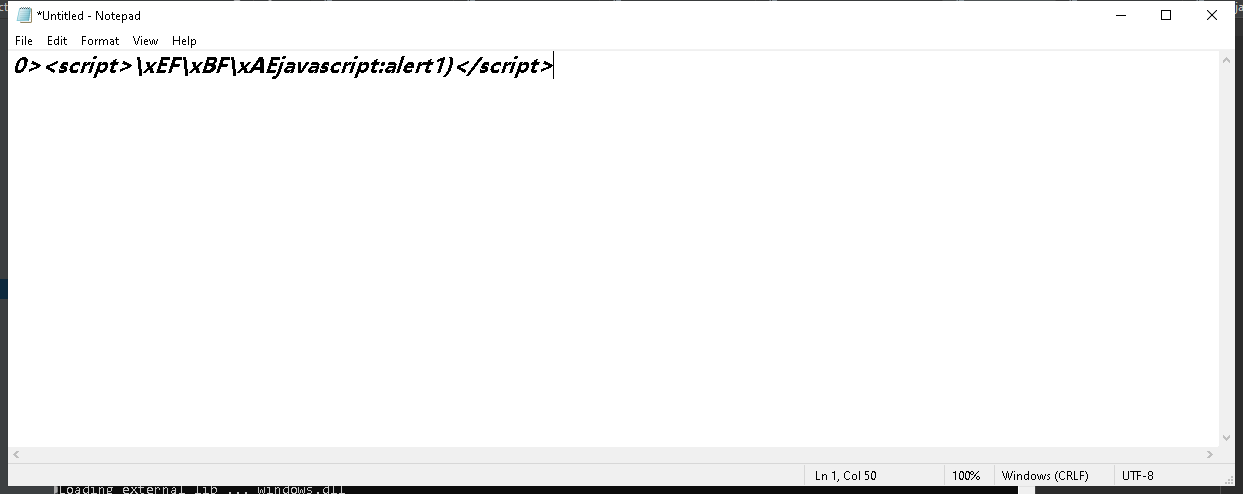 *Untitled - Notepad
File Edit Format View Help
0><script>\xEF\xBF\xAEjavascript:alert1)</script>
Ln 1, Col 50 100% Windows (CRLF) UTF-8
Loading external lib ... windows.dll